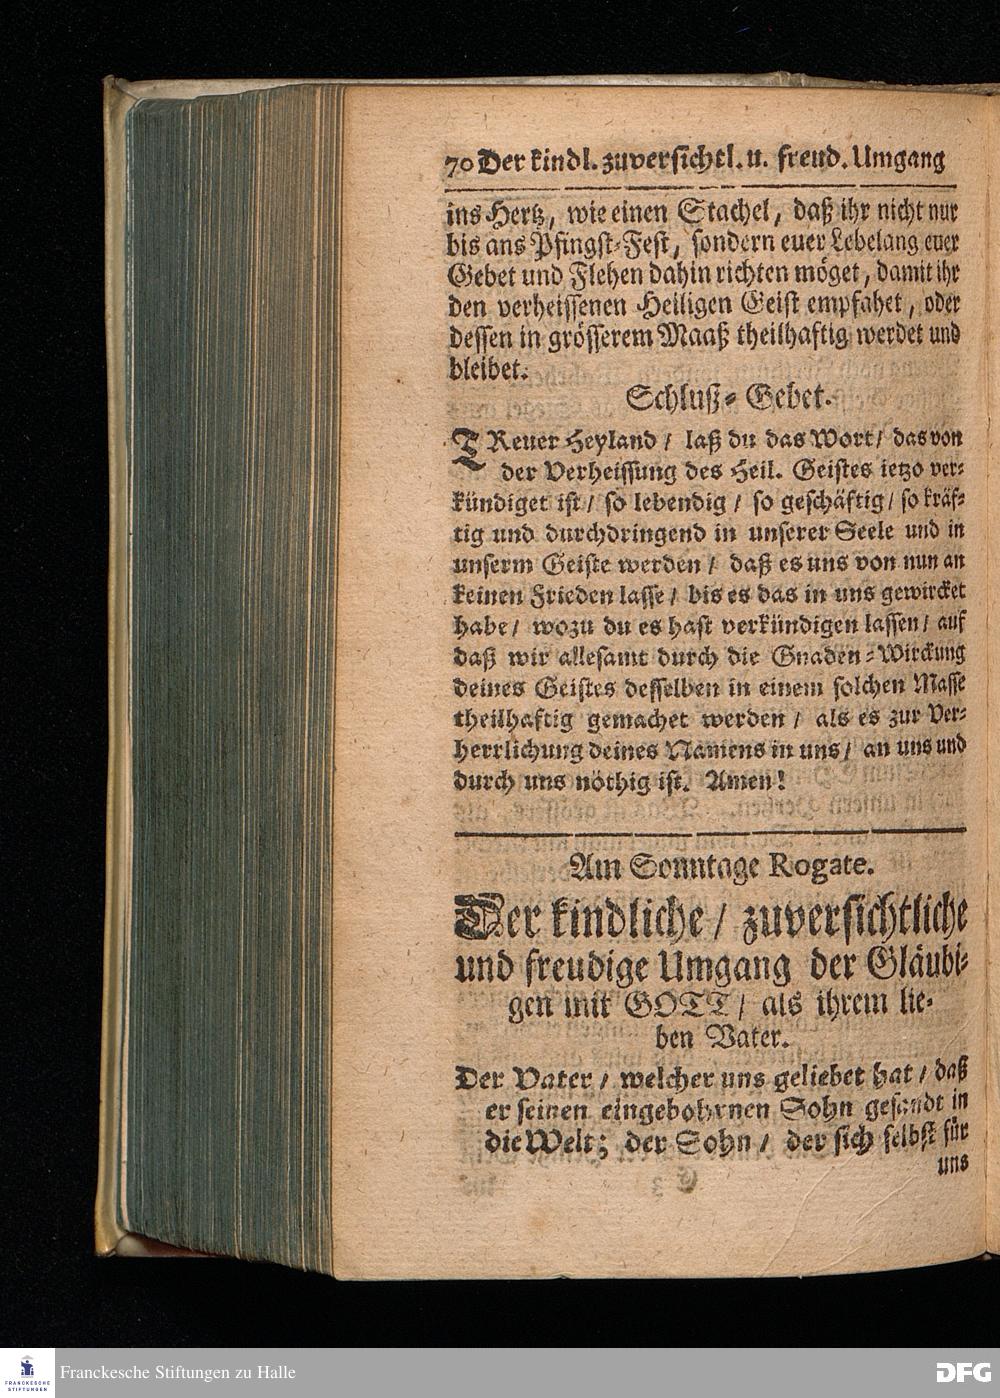 70 Der kindl. zuversichtl. u. freud. Umgang
ins Hertz, wie einen Stachel, daß ihr nicht nur
bis ans Pfingst-Fest, sondern euer Lebelang euer
Gebet und Flehen dahin richten möget, damit ihr
den verheissenen Heiligen Geist empfahet, oder
dessen in grösserem Maaß theilhaftig werdet und
bleibet.
Schluß-Gebet.
TReuer Heyland / laß du das Wort / das von
der Verheissung des Heil. Geistes ietzo ver-
kündiget ist / so lebendig / so geschäftig / so kräf-
tig und durchdringend in unserer Seele und in
unserm Geiste werden / daß es uns von nun an
keinen Frieden lasse / bis es das in uns gewircket
habe / wozu du es hast verkündigen lassen / auf
daß wir allesamt durch die Gnaden-Wirckung
deines Geistes desselben in einem solchen Masse
theilhaftig gemachet werden / als es zur Ver-
herrlichung deines Namens in uns / an uns und
durch uns nöthig ist. Amen!
Am Sonntage Rogate.
Der kindliche / zuversichtliche
und freudige Umgang der Gläubi-
gen mit GOTT / als ihrem lie-
ben Vater.
Der Vater / welcher uns geliebet hat / daß
er seinen eingebohrnen Sohn gesandt in
die Welt; der Sohn / der sich selbst für
uns
Franckesche Stiftungen zu Halle
FRANCKESCHE
STIFTUNGEN
DFG